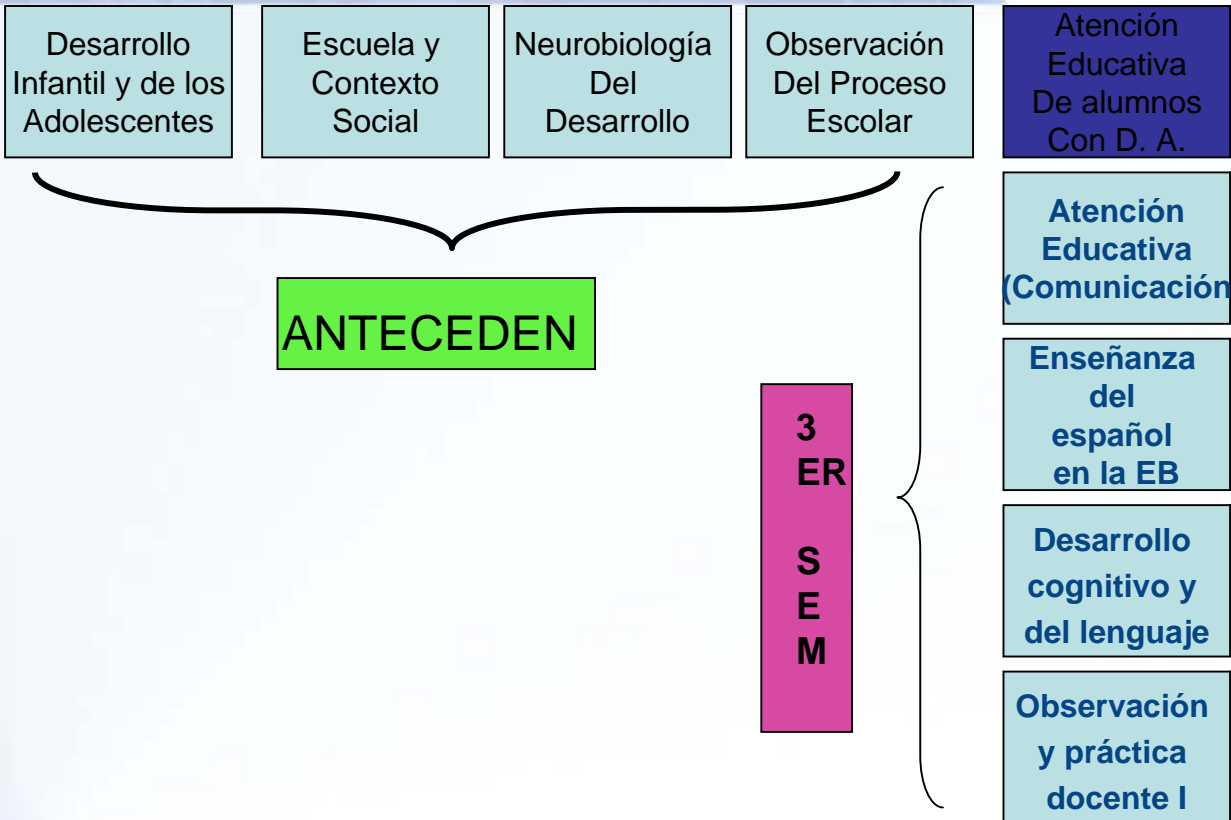 Desarrollo
Infantil y de los
Adolescentes
Escuela y
Contexto
Social
Neurobiología
Del
Desarrollo
Observación
Del Proceso
Escolar
Atención
Educativa
De alumnos
Con D. A.
ANTECEDEN
3
ER
S
E
M
Atención
Educativa
(Comunicación
Enseñanza
del
español
en la EB
Desarrollo
cognitivo y
del lenguaje
Observación
y práctica
docente I